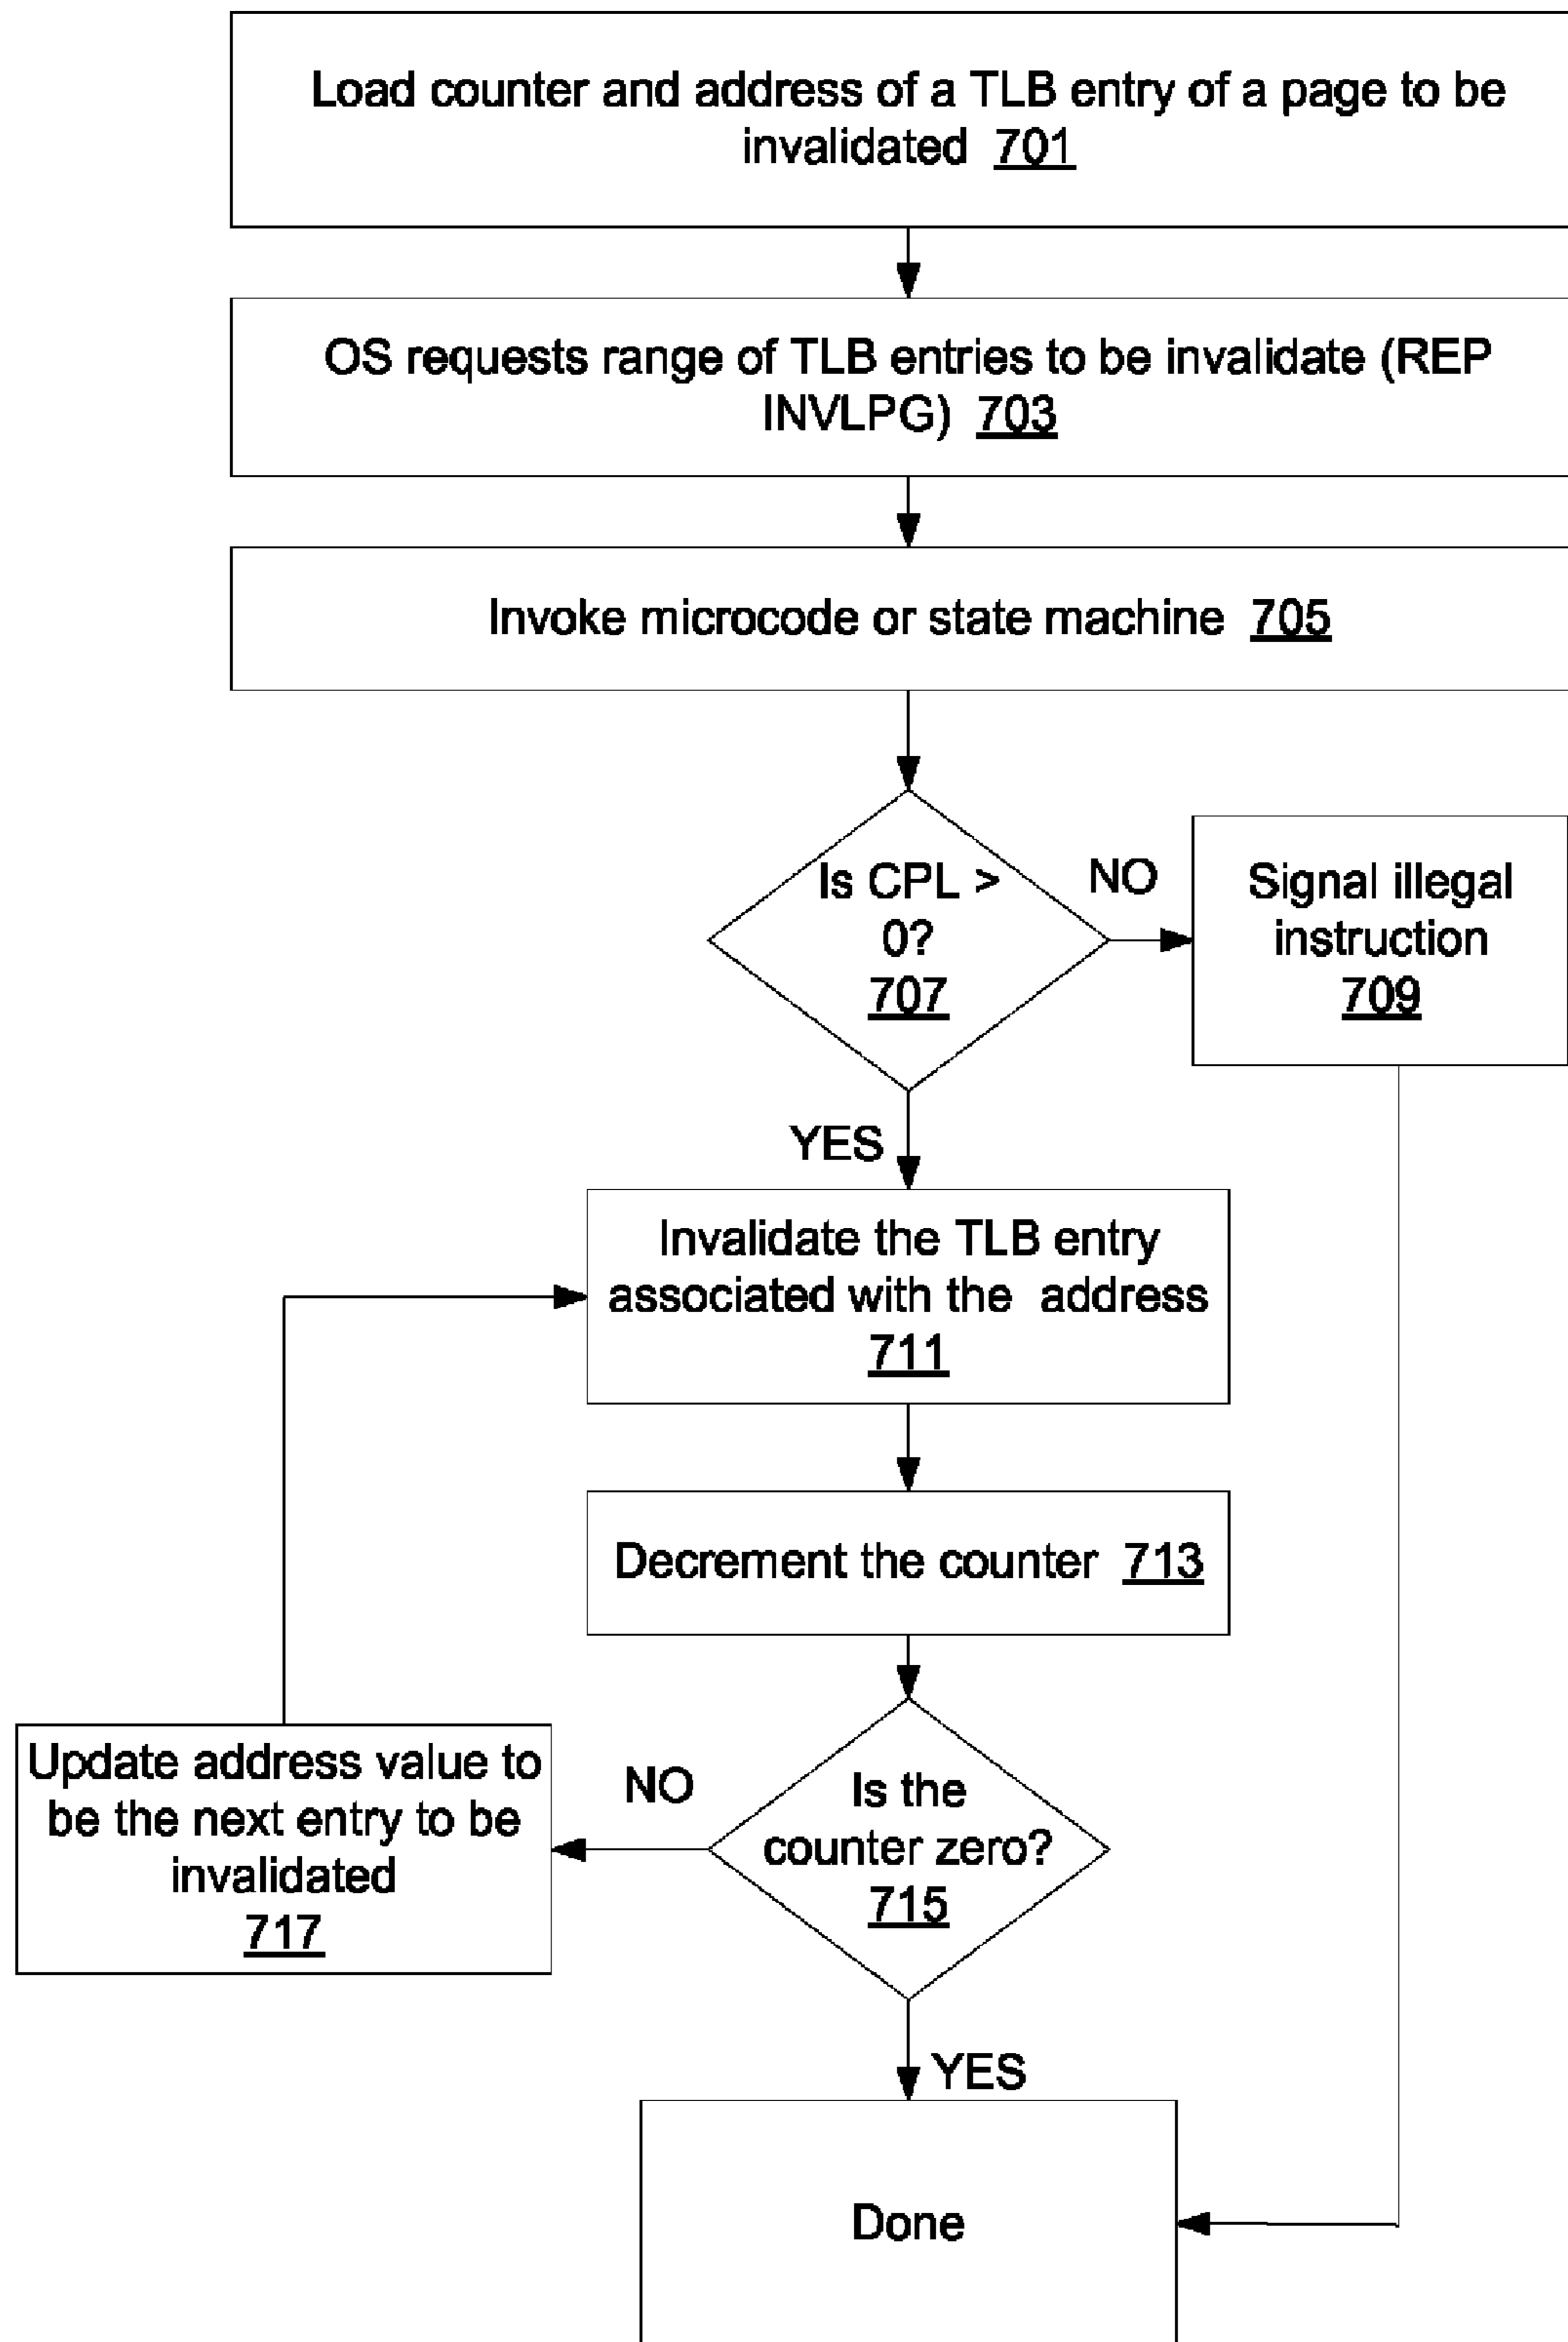 Load counter and address of a TLB entry of a page to be
invalidated 701
OS requests range of TLB entries to be invalidate (REP
INVLPG) 703
Invoke microcode or state machine 705
Is CPL >
0?
707
NO
Signal illegal
instruction
709
YES
Invalidate the TLB entry
associated with the address
711
Decrement the counter 713
Is the
counter zero?
715
NO
Update address value to
be the next entry to be
invalidated
717
YES
Done